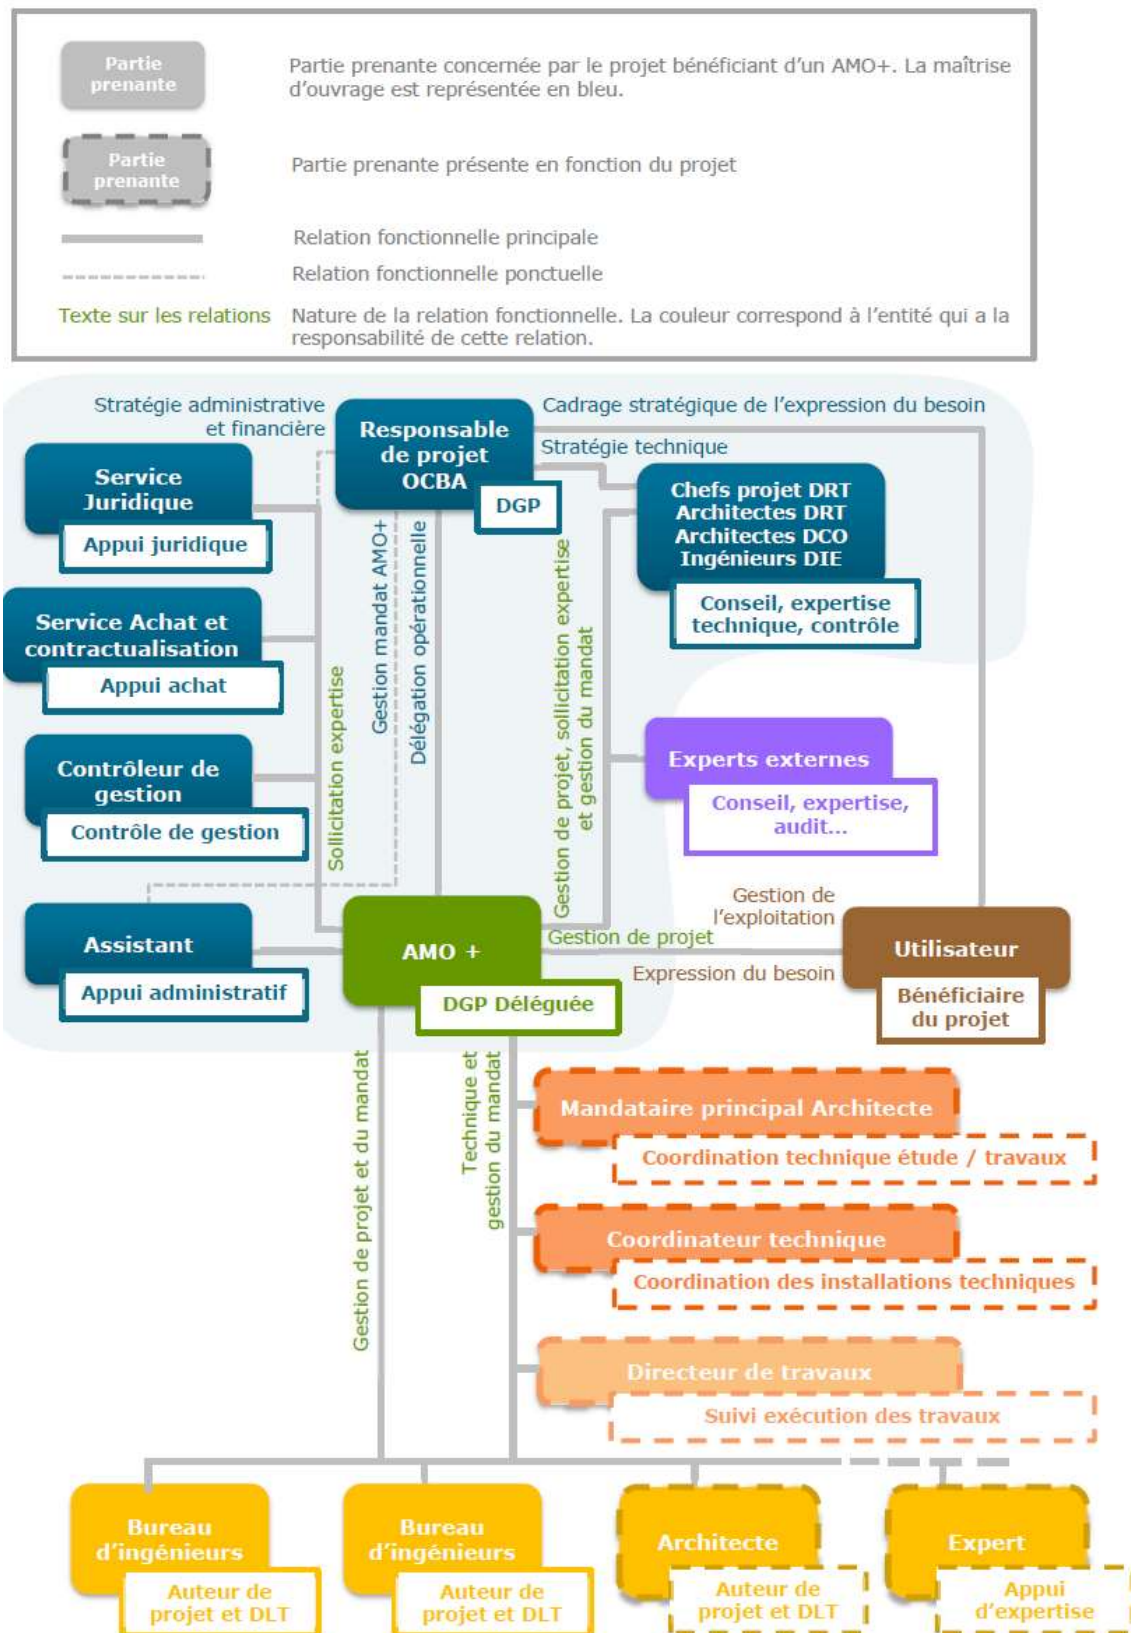 Partie
prenante
Partie prenante concernée par le projet bénéficiant d'un AMO+. La maîtrise
d'ouvrage est représentée en bleu.
Partie
prenante
Partie prenante présente en fonction du projet
Relation fonctionnelle principale
Relation fonctionnelle ponctuelle
Texte sur les relations
Nature de la relation fonctionnelle. La couleur correspond à l'entité qui a la
responsabilité de cette relation.
Stratégie administrative
et financière
Responsable
de projet
OCBA
DGP
Cadrage stratégique de l'expression du besoin
Stratégie technique
Service
Juridique
Appui juridique
Chefs projet DRT
Architectes DRT
Architectes DCO
Ingénieurs DIE
Conseil, expertise
technique, contrôle
Service Achat et
contractualisation
Appui achat
Gestion mandat AMO+
Délégation opérationnelle
Sollicitation expertise
Gestion de projet, sollicitation expertise
et gestion du mandat
Contrôleur de
gestion
Contrôle de gestion
Experts externes
Conseil, expertise,
audit...
Assistant
Appui administratif
AMO +
DGP Déléguée
Gestion de
l'exploitation
Gestion de projet
Expression du besoin
Utilisateur
Bénéficiaire
du projet
Gestion de projet et du mandat
Technique et
gestion du mandat
Mandataire principal Architecte
Coordination technique étude / travaux
Coordinateur technique
Coordination des installations techniques
Directeur de travaux
Suivi exécution des travaux
Bureau
d'ingénieurs
Auteur de
projet et DLT
Bureau
d'ingénieurs
Auteur de
projet et DLT
Architecte
Auteur de
projet et DLT
Expert
Appui
d'expertise